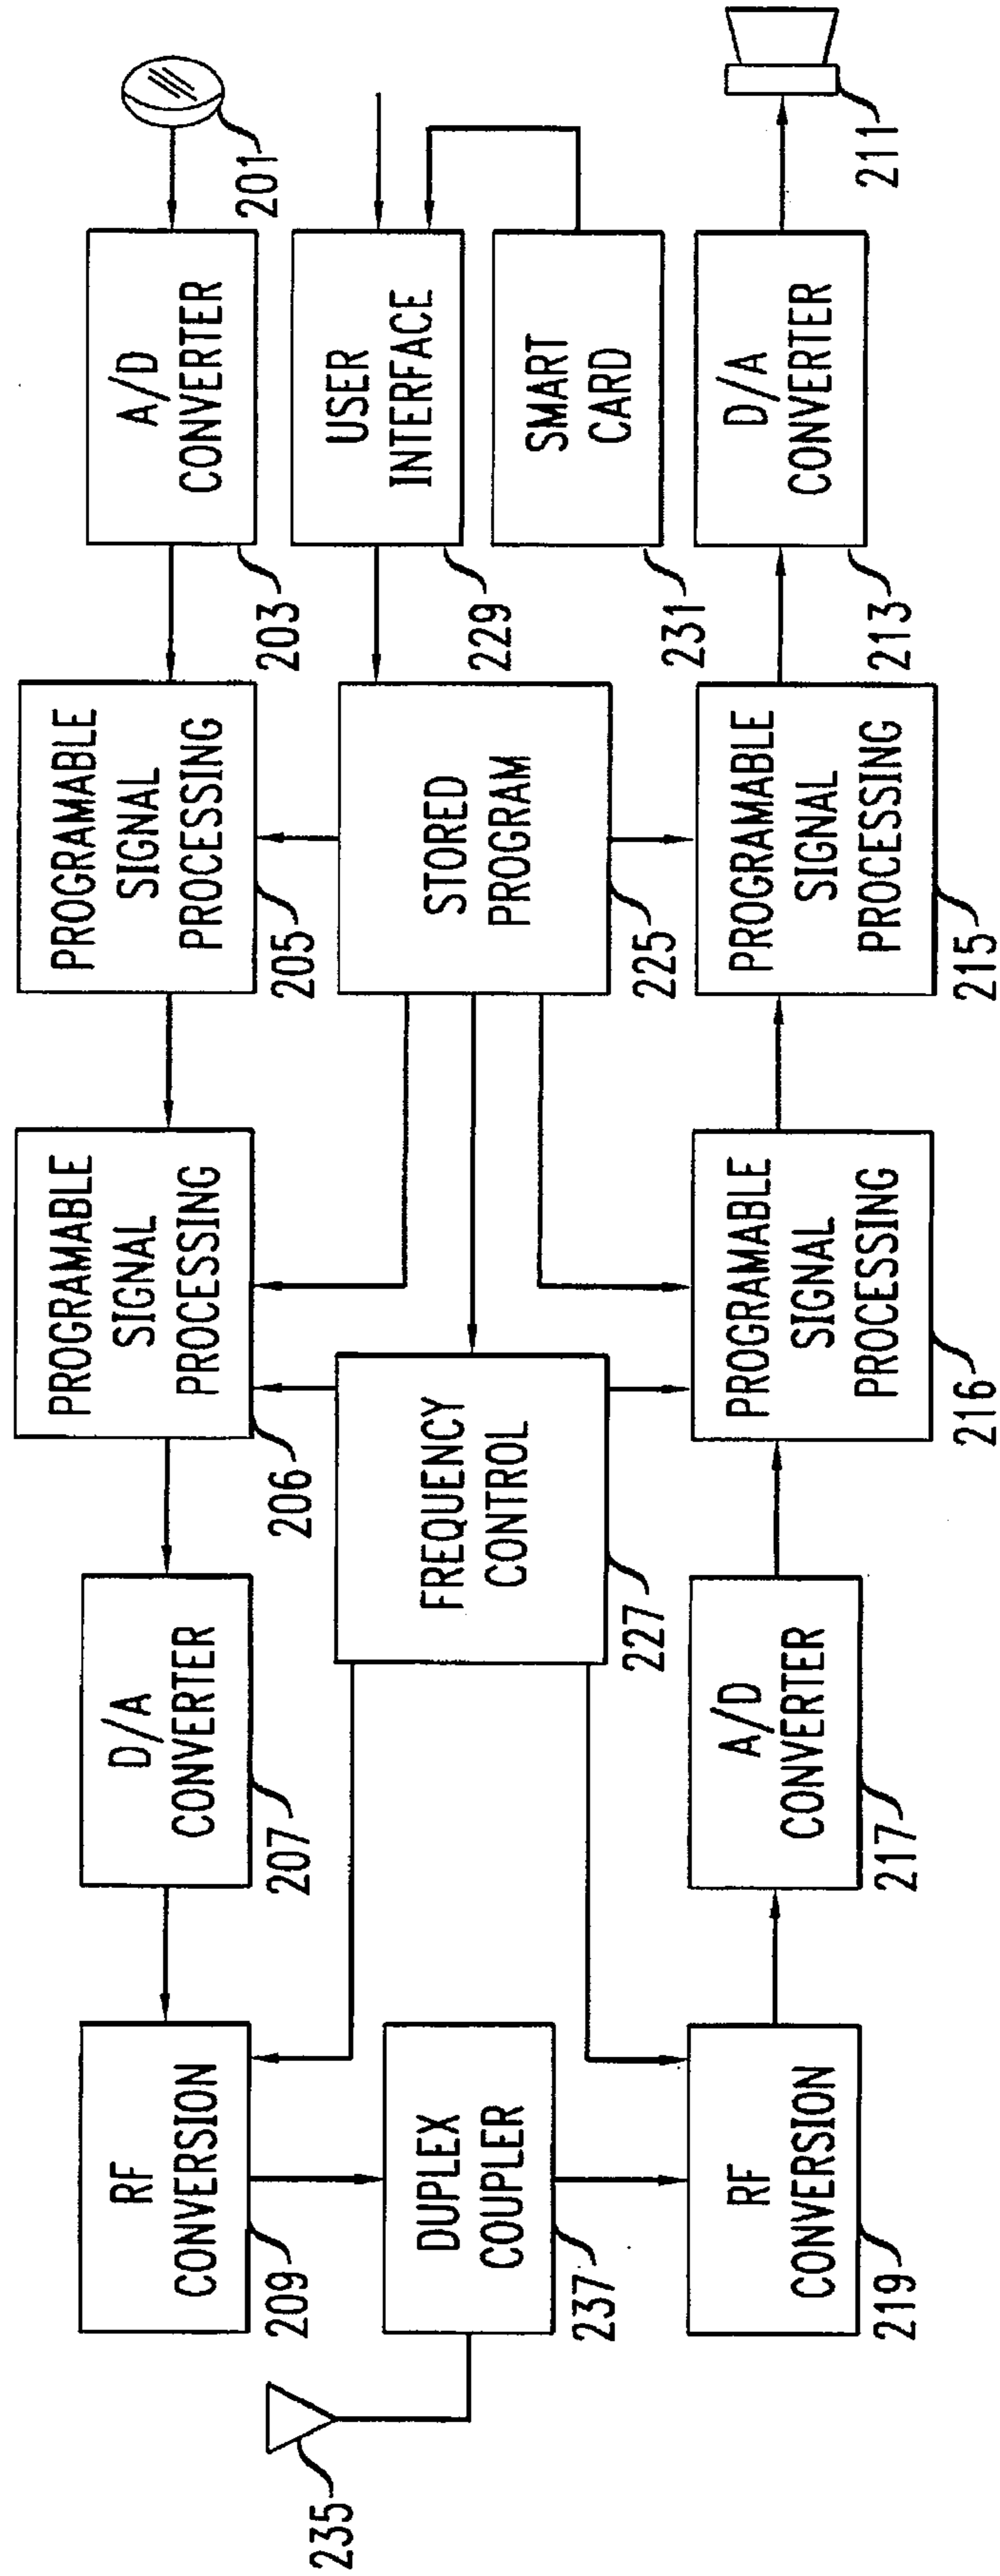 RF
CONVERSION
209
D/A
CONVERTER
207
PROGRAMABLE
SIGNAL
PROCESSING
206
PROGRAMABLE
SIGNAL
PROCESSING
205
A/D
CONVERTER
203
201
235
DUPLEX
COUPLER
237
FREQUENCY
CONTROL
227
STORED
PROGRAM
225
USER
INTERFACE
229
SMART
CARD
231
RF
CONVERSION
219
A/D
CONVERTER
217
PROGRAMABLE
SIGNAL
PROCESSING
216
PROGRAMABLE
SIGNAL
PROCESSING
215
D/A
CONVERTER
213
211